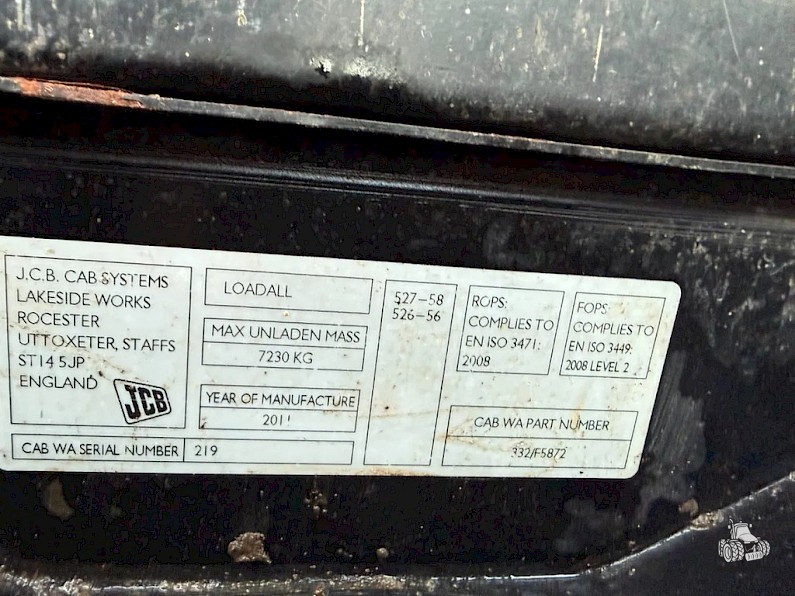 J.C.B. CAB SYSTEMS
LAKESIDE WORKS
ROCESTER
UTTOXETER, STAFFS
ST14 5JP
ENGLAND
JCB
CAB WA SERIAL NUMBER 219
LOADALL
MAX UNLADEN MASS
7230 KG
YEAR OF MANUFACTURE
2011
527-58
526-56
ROPS:
COMPLIES TO
EN ISO 3471:
2008
FOPS:
COMPLIES TO
EN ISO 3449:
2008 LEVEL 2
CAB WA PART NUMBER
332/F5872